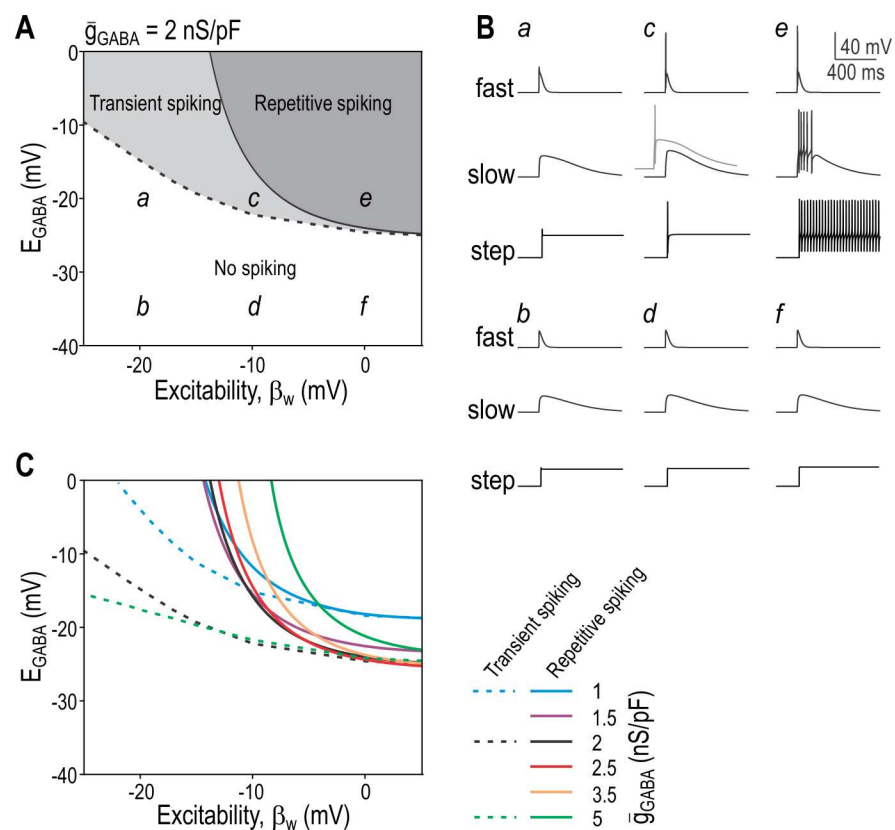 A
ḡGABA = 2 nS/pF
0
-10
-20
-30
-40
EGABA (mV)
Transient spiking
Repetitive spiking
a
c
e
No spiking
b
d
f
-20
-10
0
Excitability, βw (mV)
B
a
c
e
40 mV
400 ms
fast
slow
step
b
d
f
fast
slow
step
C
0
-10
-20
-30
-40
EGABA (mV)
-20
-10
0
Excitability, βw (mV)
Transient spiking
Repetitive spiking
1
1.5
2
2.5
3.5
5
ḡGABA (nS/pF)